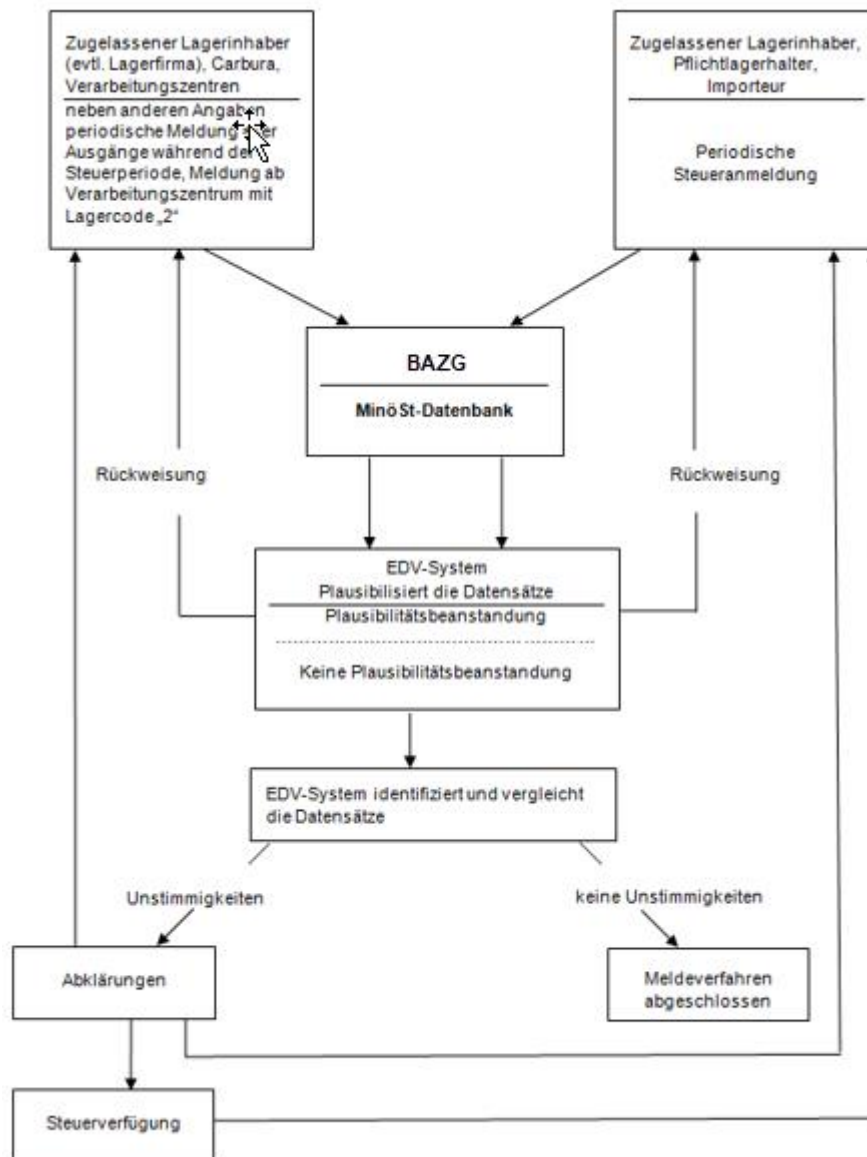 Zugelassener Lagerinhaber
(evtl. Lagerfirma), Carbura,
Verarbeitungszentren
neben anderen Angaben
periodische Meldung
Ausgänge während
Steuerperiode, Meldung ab
Verarbeitungszentrum mit
Lagercode „2“
Zugelassener Lagerinhaber,
Pflichtlagerhalter,
Importeur
Periodische
Steueranmeldung
BAZG
MinöSt-Datenbank
Rückweisung
Rückweisung
EDV-System
Plausibilisiert die Datensätze
Plausibilitätsbeanstandung
Keine Plausibilitätsbeanstandung
EDV-System identifiziert und vergleicht
die Datensätze
Unstimmigkeiten
keine Unstimmigkeiten
Abklärungen
Meldeverfahren
abgeschlossen
Steuerverfügung